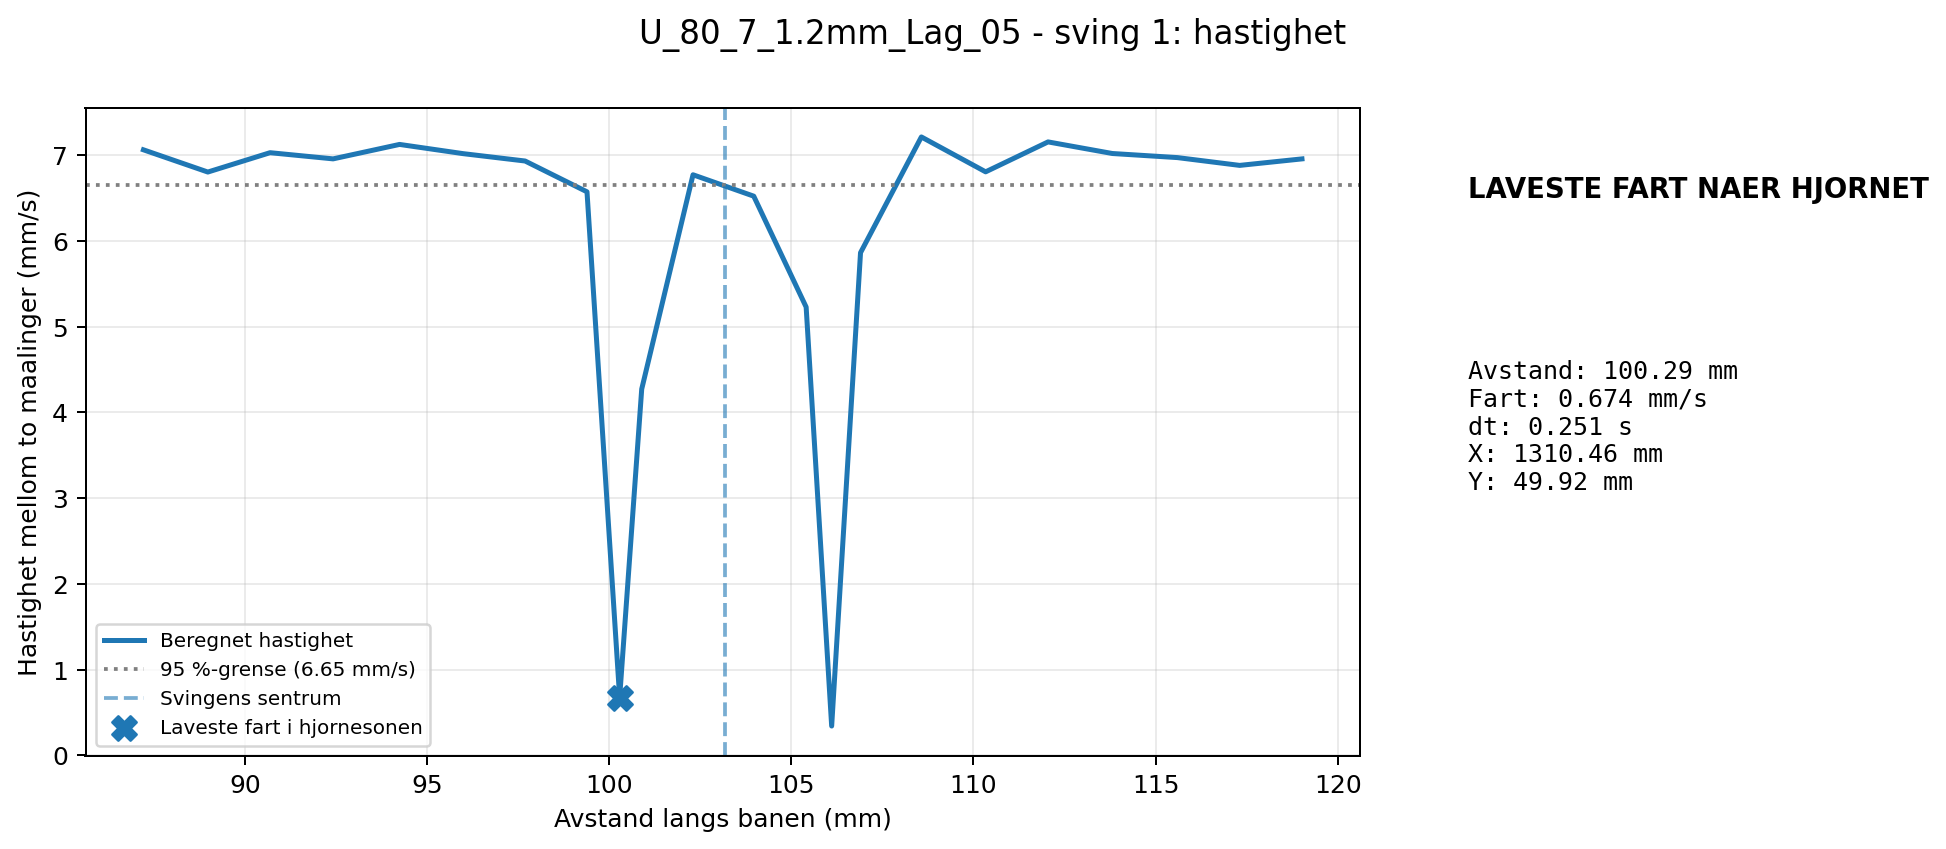 U_80_7_1.2mm_Lag_05 - sving 1: hastighet
Hastighet mellom to maalinger (mm/s)
7
6
5
4
3
2
1
0
Beregnet hastighet
95 %-grense (6.65 mm/s)
Svingens sentrum
Laveste fart i hjornesonen
90
95
100
105
110
115
120
Avstand langs banen (mm)
LAVESTE FART NAER HJORNET
Avstand: 100.29 mm
Fart: 0.674 mm/s
dt: 0.251 s
X: 1310.46 mm
Y: 49.92 mm